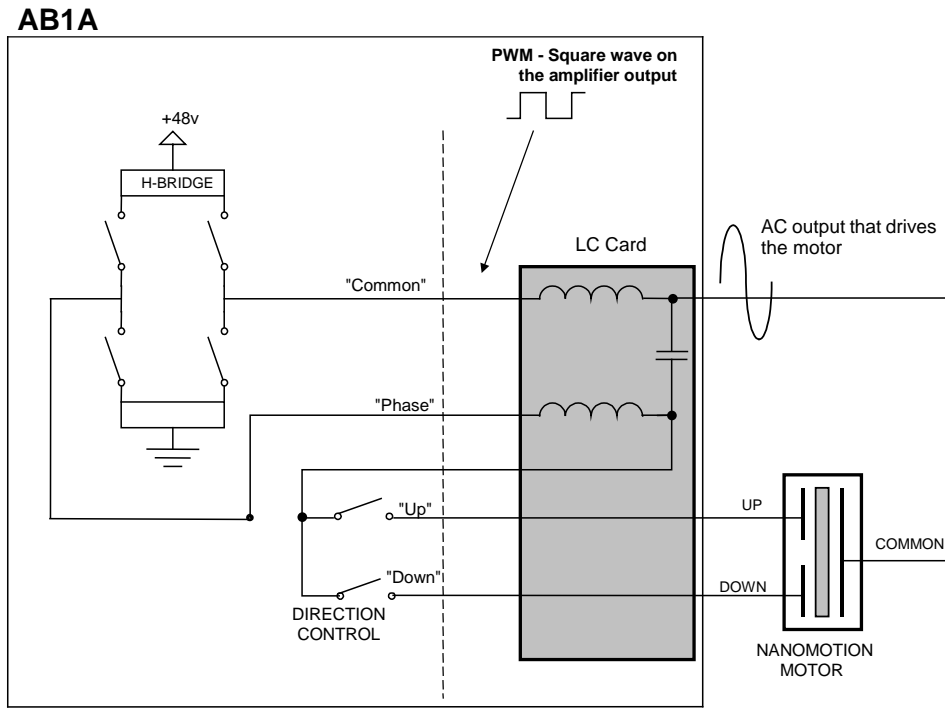 AB1A
PWM - Square wave on
the amplifier output
+48v
H-BRIDGE
AC output that drives
the motor
LC Card
"Common"
"Phase"
"Up"
UP
COMMON
"Down"
DOWN
DIRECTION
CONTROL
NANOMOTION
MOTOR